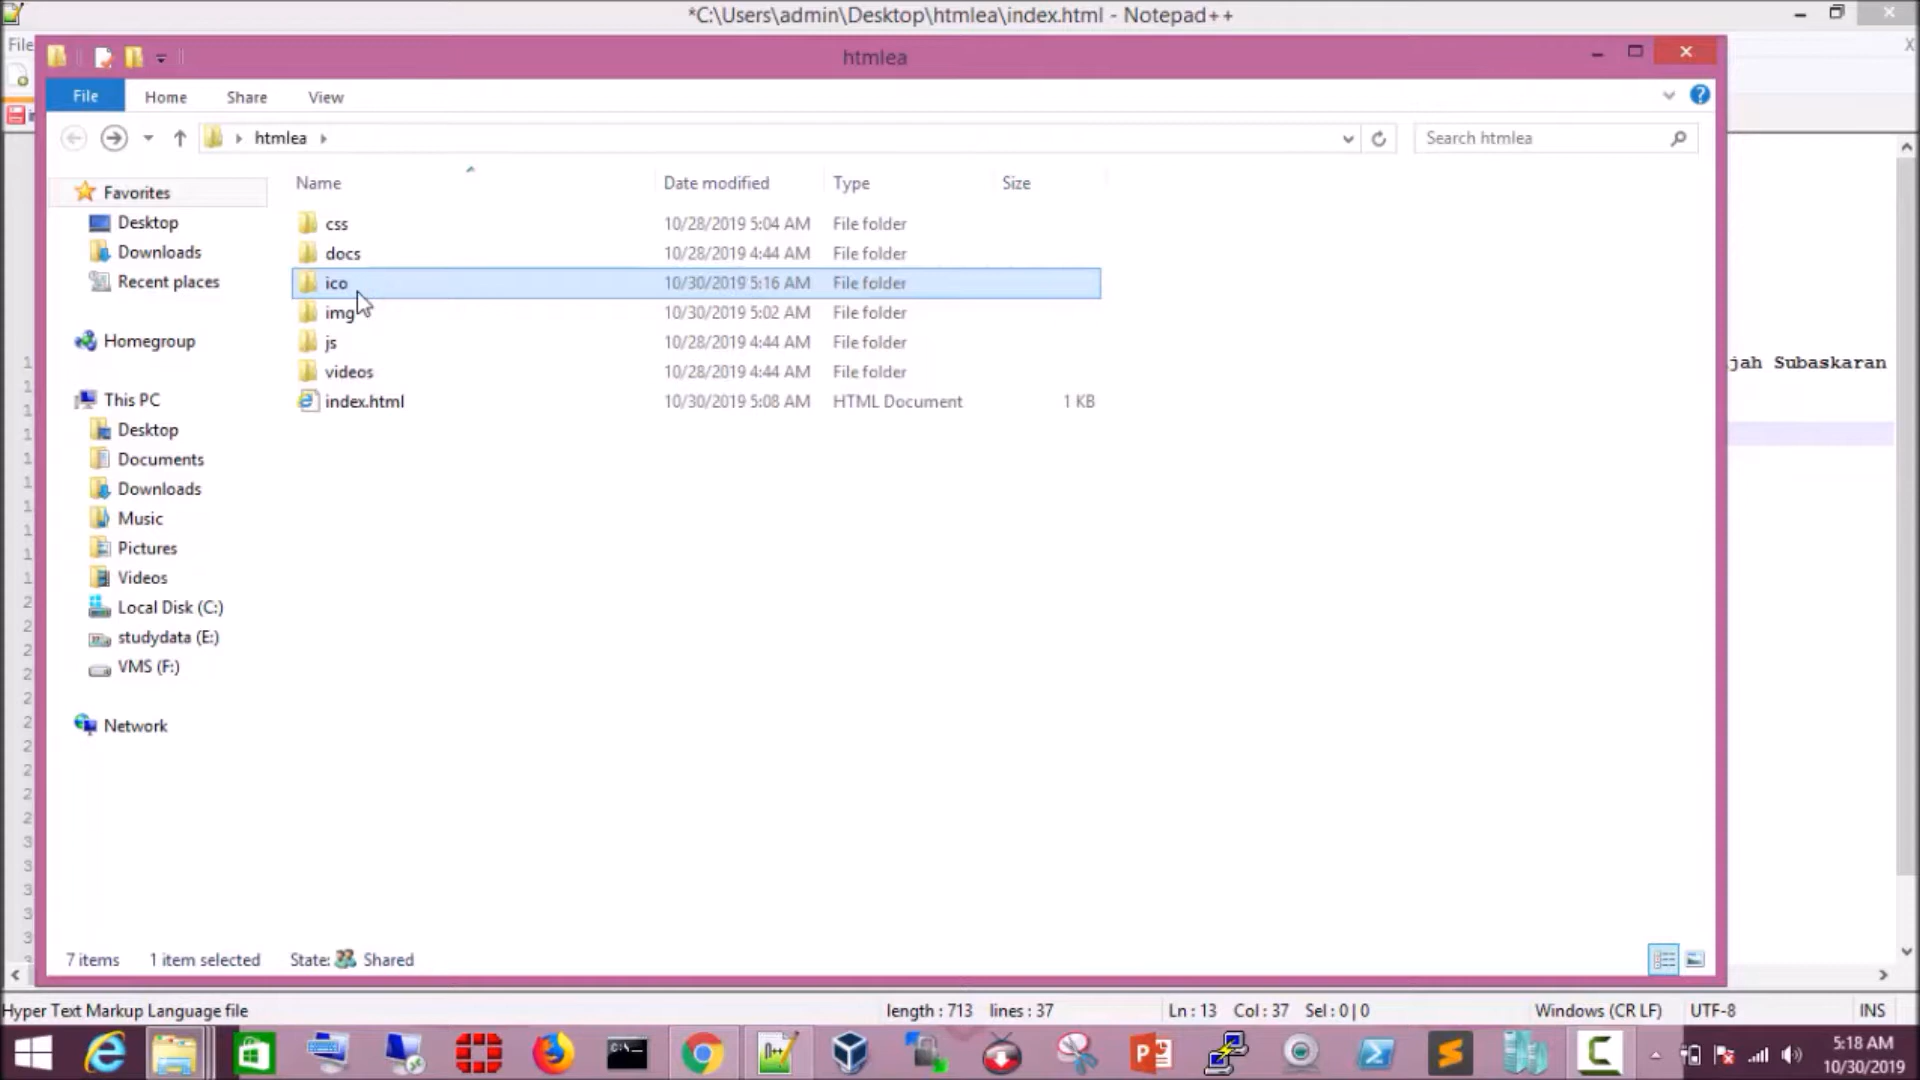 *C:\Users\admin\Desktop\htmlea\index.html - Notepad++
File
htmlea
File Home Share View
htmlea
Search htmlea
Name Date modified Type Size
Favorites
Desktop
Downloads
Recent places
Homegroup
This PC
Desktop
Documents
Downloads
Music
Pictures
Videos
Local Disk (C:)
studydata (E:)
VMS (F:)
Network
css 10/28/2019 5:04 AM File folder
docs 10/28/2019 4:44 AM File folder
ico 10/30/2019 5:16 AM File folder
img 10/30/2019 5:02 AM File folder
js 10/28/2019 4:44 AM File folder
videos 10/28/2019 4:44 AM File folder
index.html 10/30/2019 5:08 AM HTML Document 1 KB
jah Subaskaran
7 items 1 item selected State: Shared
Hyper Text Markup Language file length : 713 lines : 37 Ln : 13 Col : 37 Sel : 0 | 0 Windows (CR LF) UTF-8 INS
5:18 AM
10/30/2019